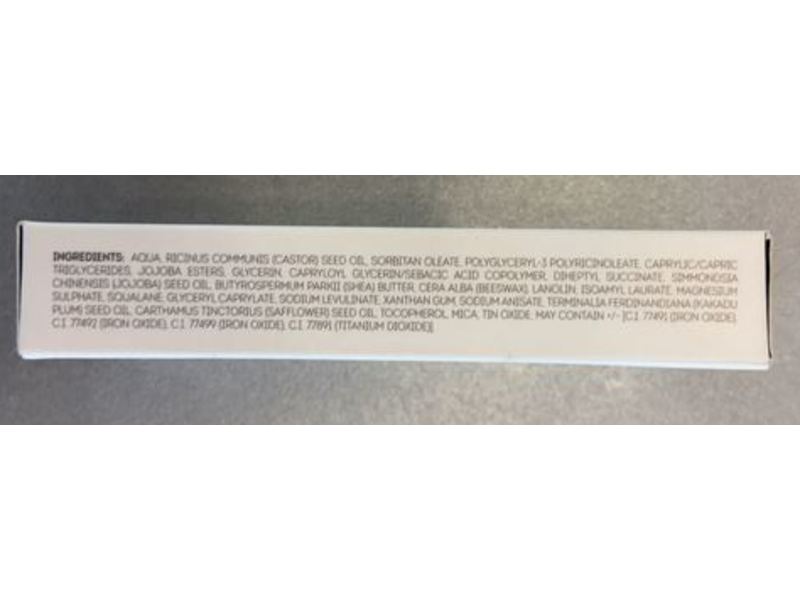 INGREDIENTS: AQUA, RICINUS COMMUNIS (CASTOR) SEED OIL, SORBITAN OLEATE, POLYGLYCERYL-3 POLYRICINOLEATE, CAPRYLIC/CAPRIC
TRIGLYCERIDES, JOJOBA ESTERS, GLYCERIN, CAPRYLOYL GLYCERIN/SEBACIC ACID COPOLYMER, DIHEPTYL SUCCINATE, SIMMONDSIA
CHINENSIS (JOJOBA) SEED OIL, BUTYROSPERMUM PARKII (SHEA) BUTTER, CERA ALBA (BEESWAX), LANOLIN, ISOAMYL LAURATE, MAGNESIUM
SULPHATE, SQUALANE, GLYCERYL CAPRYLATE, SODIUM LEVULINATE, XANTHAN GUM, SODIUM ANISATE, TERMINALIA FERDINANDIANA (KAKADU
PLUM) SEED OIL, CARTHAMUS TINCTORIUS (SAFFLOWER) SEED OIL, TOCOPHEROL, MICA, TIN OXIDE, MAY CONTAIN +/- [C.I. 77491 (IRON OXIDE),
C.I. 77492 (IRON OXIDE), C.I. 77499 (IRON OXIDE), C.I. 77891 (TITANIUM DIOXIDE)]